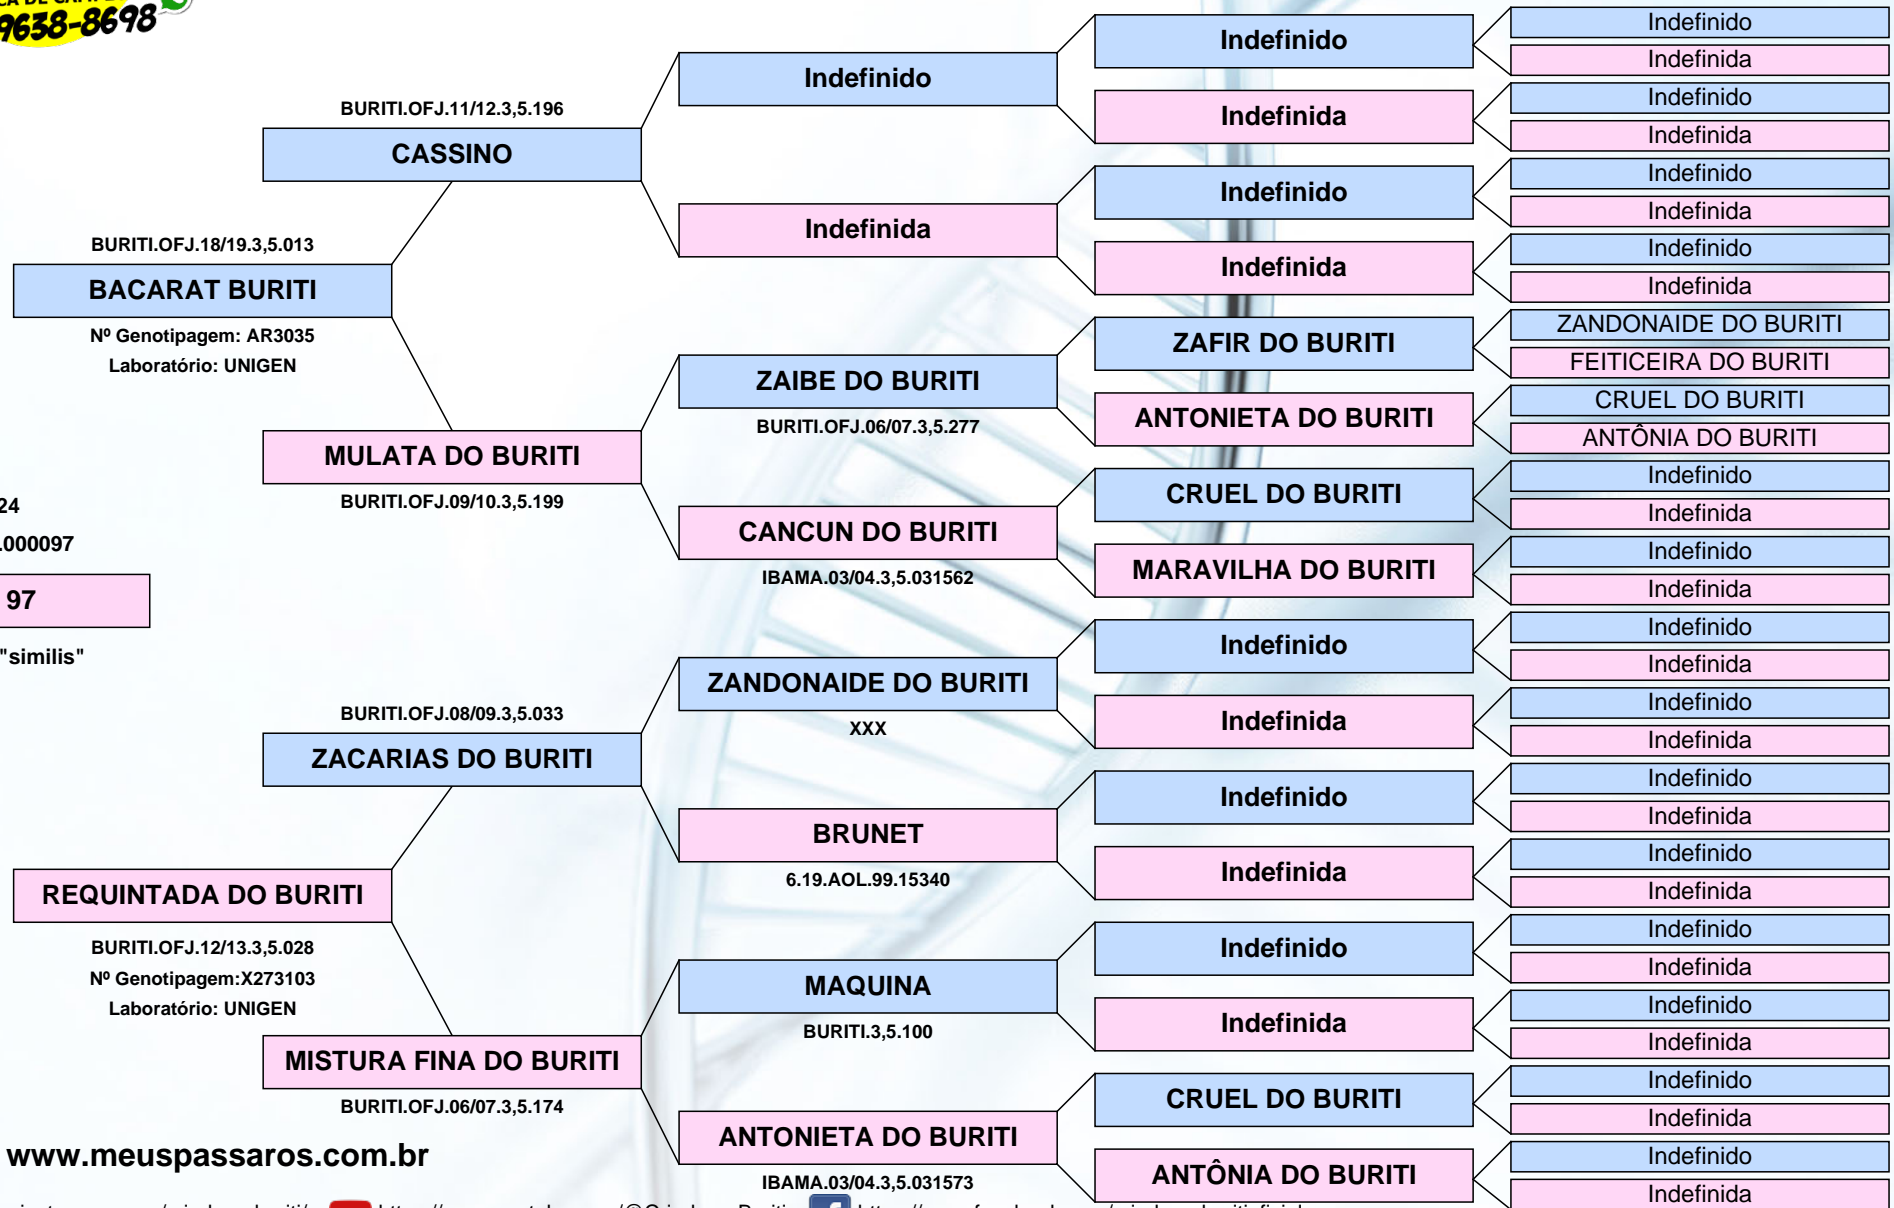 9638-8698
24
.000097
97
"similis"
BURITI.OFJ.18/19.3,5.013
BACARAT BURITI
Nº Genotipagem: AR3035
Laboratório: UNIGEN
REQUINTADA DO BURITI
BURITI.OFJ.12/13.3,5.028
Nº Genotipagem:X273103
Laboratório: UNIGEN
BURITI.OFJ.11/12.3,5.196
CASSINO
MULATA DO BURITI
BURITI.OFJ.09/10.3,5.199
BURITI.OFJ.08/09.3,5.033
ZACARIAS DO BURITI
MISTURA FINA DO BURITI
BURITI.OFJ.06/07.3,5.174
Indefinido
Indefinida
ZAIBE DO BURITI
BURITI.OFJ.06/07.3,5.277
CANCUN DO BURITI
IBAMA.03/04.3,5.031562
ZANDONAIDE DO BURITI
XXX
BRUNET
6.19.AOL.99.15340
MAQUINA
BURITI.3,5.100
ANTONIETA DO BURITI
IBAMA.03/04.3,5.031573
Indefinido
Indefinida
Indefinido
Indefinida
ZAFIR DO BURITI
ANTONIETA DO BURITI
CRUEL DO BURITI
MARAVILHA DO BURITI
Indefinido
Indefinida
Indefinido
Indefinida
Indefinido
Indefinida
CRUEL DO BURITI
ANTÔNIA DO BURITI
Indefinido
Indefinida
Indefinido
Indefinida
Indefinido
Indefinida
Indefinido
Indefinida
ZANDONAIDE DO BURITI
FEITICEIRA DO BURITI
CRUEL DO BURITI
ANTÔNIA DO BURITI
Indefinido
Indefinida
Indefinido
Indefinida
Indefinido
Indefinida
Indefinido
Indefinida
Indefinido
Indefinida
Indefinido
Indefinida
Indefinido
Indefinida
Indefinido
Indefinida
Indefinido
Indefinida
Indefinido
Indefinida
www.meuspassaros.com.br